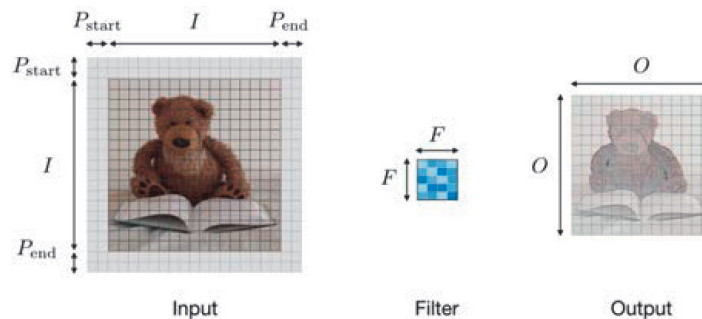 P_start I P_end
P_start
O
F
I F O
P_end
Input Filter Output